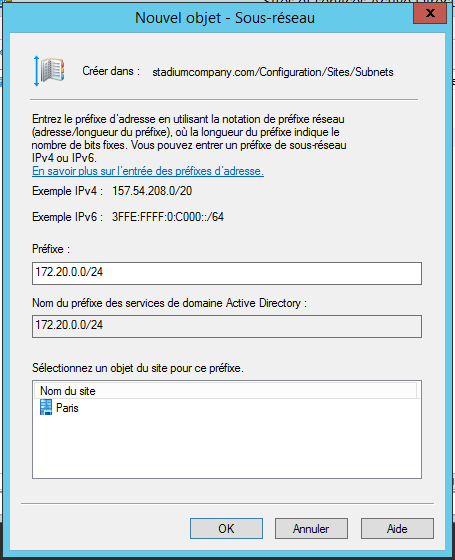 Nouvel objet - Sous-réseau
x
Créer dans : stadiumcompany.com/Configuration/Sites/Subnets
Entrez le préfixe d'adresse en utilisant la notation de préfixe réseau
(adresse/longueur du préfixe), où la longueur du préfixe indique le
nombre de bits fixes. Vous pouvez entrer un préfixe de sous-réseau
IPv4 ou IPv6.
En savoir plus sur l'entrée des préfixes d'adresse.
Exemple IPv4 : 157.54.208.0/20
Exemple IPv6 : 3FFE:FFFF:0:C000::/64
Préfixe :
172.20.0.0/24
Nom du préfixe des services de domaine Active Directory :
172.20.0.0/24
Sélectionnez un objet du site pour ce préfixe.
Nom du site
Paris
OK Annuler Aide